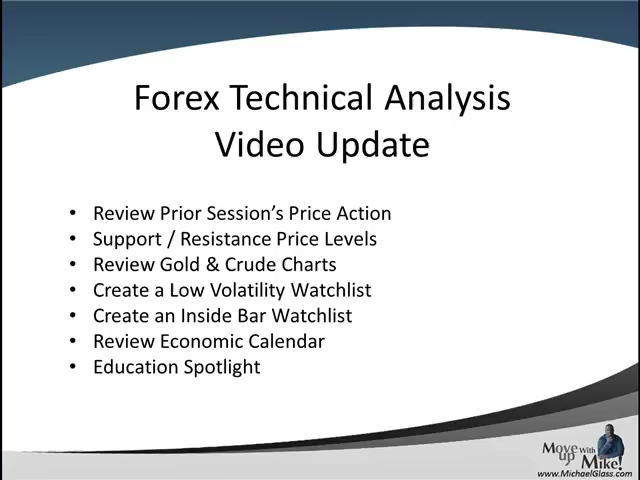 Forex Technical Analysis
Video Update
• Review Prior Session's Price Action
• Support / Resistance Price Levels
• Review Gold & Crude Charts
• Create a Low Volatility Watchlist
• Create an Inside Bar Watchlist
• Review Economic Calendar
• Education Spotlight
Move up With Mike!
www.MichaelGlass.com